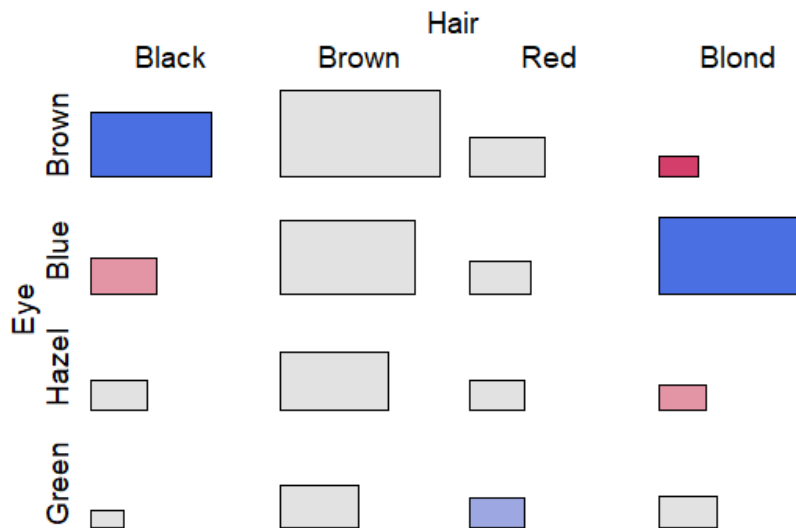 Hair
Black Brown Red Blond
Eye
Brown
Blue
Hazel
Green